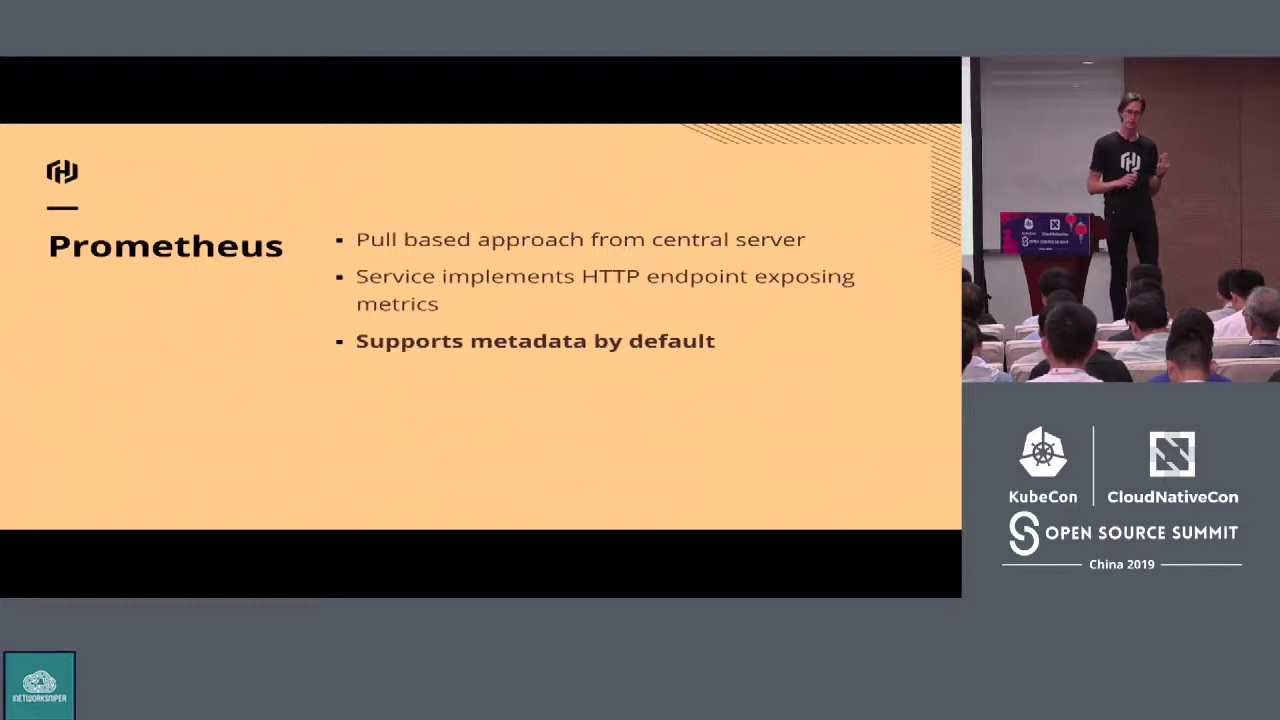 Prometheus
Pull based approach from central server
Service implements HTTP endpoint exposing
metrics
Supports metadata by default
KubeCon
CloudNativeCon
OPEN SOURCE SUMMIT
China 2019
INETWORKSNIPER